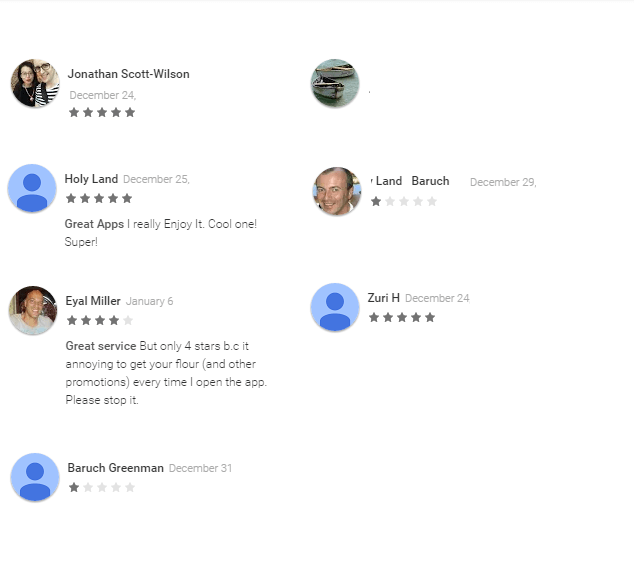 Jonathan Scott-Wilson
December 24,
Holy Land December 25,
Great Apps I really Enjoy It. Cool one!
Super!
Eyal Miller January 6
Great service But only 4 stars b.c it
annoying to get your flour (and other
promotions) every time I open the app.
Please stop it.
Baruch Greenman December 31
Land Baruch December 29,
Zuri H December 24